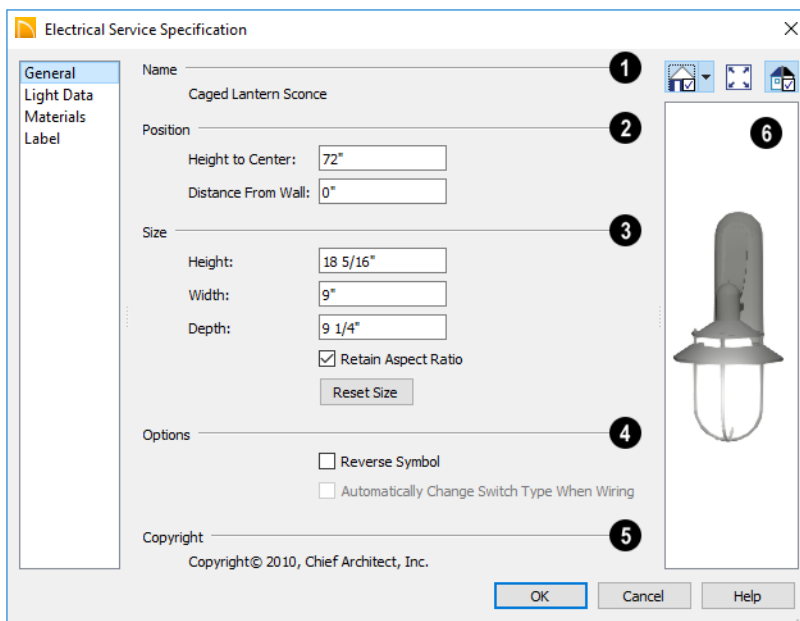 Electrical Service Specification
General
Light Data
Materials
Label
Name 1
Caged Lantern Sconce
Position 2
Height to Center: 72"
Distance From Wall: 0"
Size 3
Height: 18 5/16"
Width: 9"
Depth: 9 1/4"
Retain Aspect Ratio
Reset Size
Options 4
Reverse Symbol
Automatically Change Switch Type When Wiring
Copyright 5
Copyright© 2010, Chief Architect, Inc.
6
OK Cancel Help